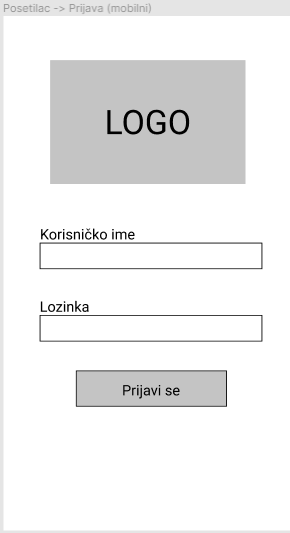 Posetilac -> Prijava (mobilni)
LOGO
Korisničko ime
Lozinka
Prijavi se